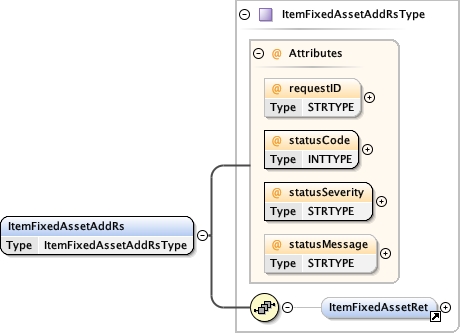 ItemFixedAssetAddRsType
@ Attributes
@ requestID
Type STRTYPE
@ statusCode
Type INTTYPE
@ statusSeverity
Type STRTYPE
ItemFixedAssetAddRs
Type ItemFixedAssetAddRsType
@ statusMessage
Type STRTYPE
ItemFixedAssetRet